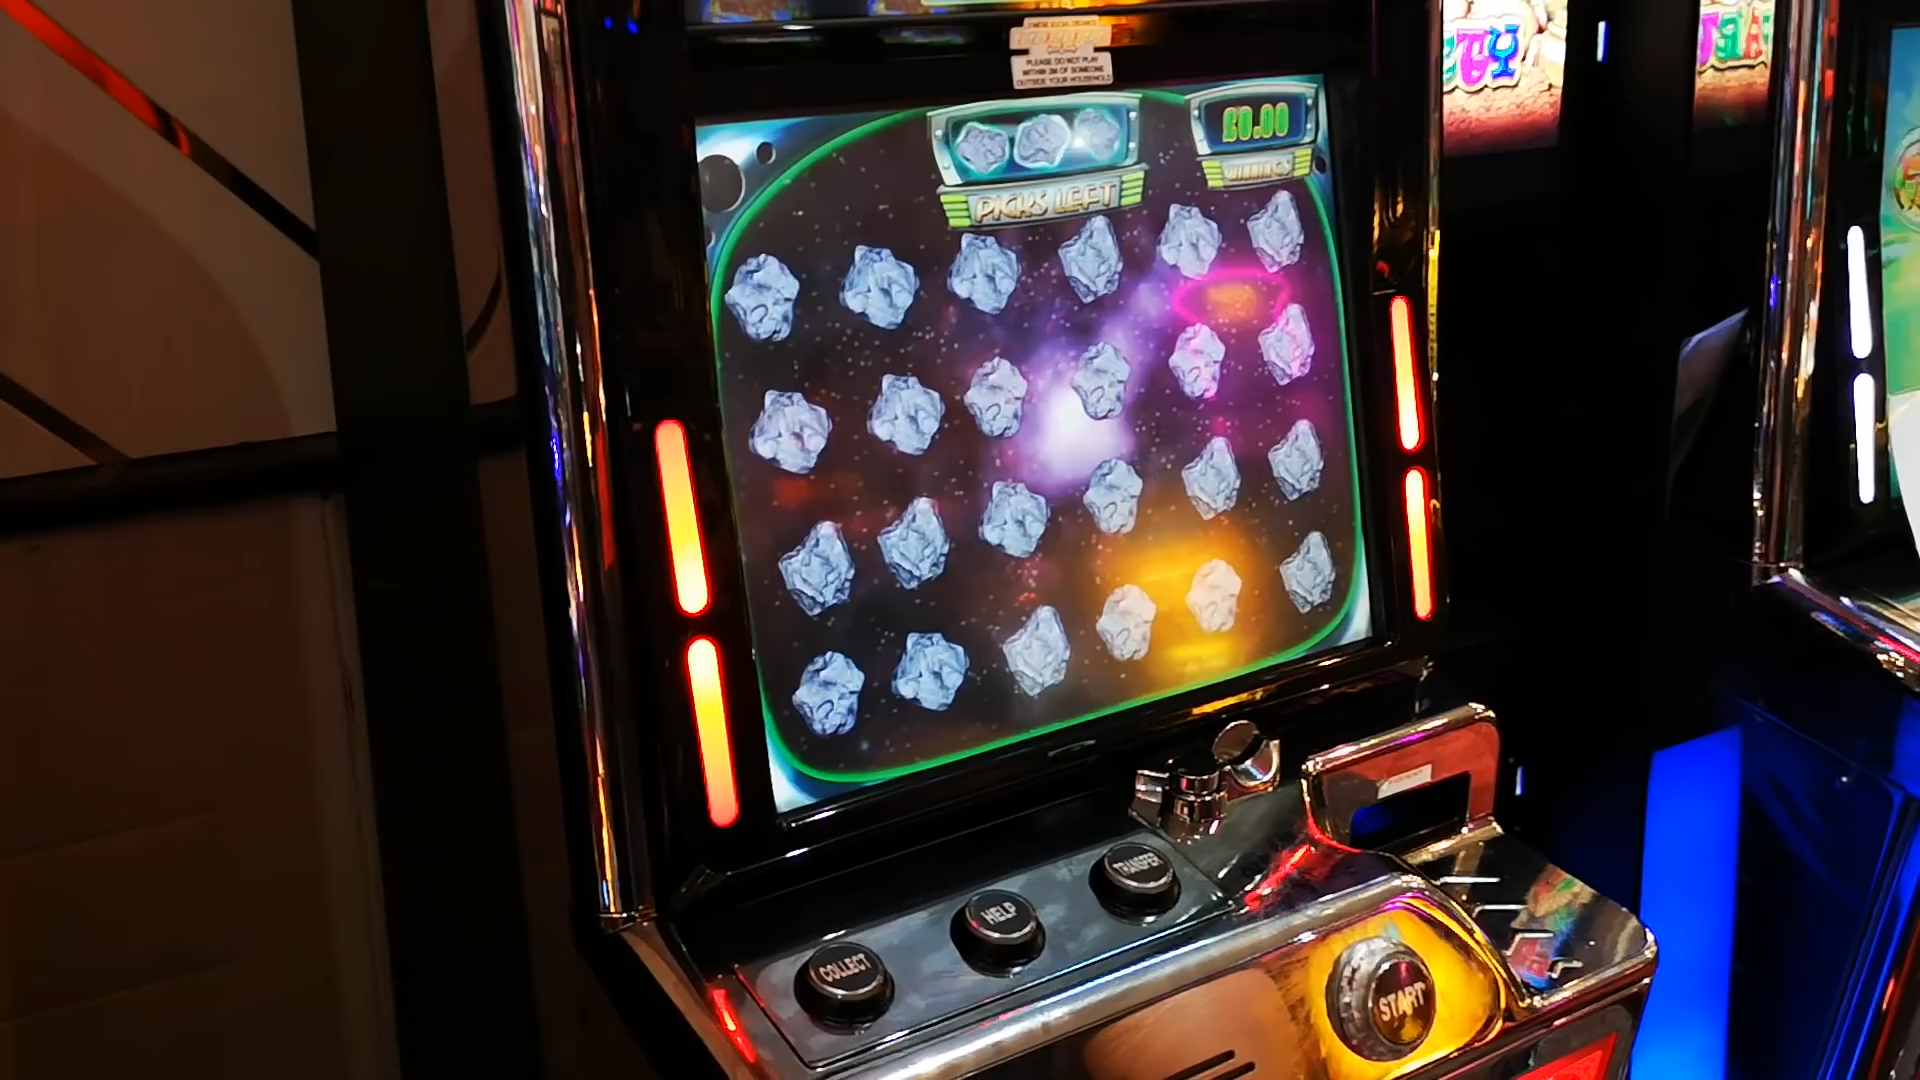 PLEASE DO NOT PLAY
WITHIN 2M OF SOMEONE
OUTSIDE YOUR HOUSEHOLD
£0.00
WINNINGS
PICKS LEFT
TRANSFER
HELP
COLLECT
START